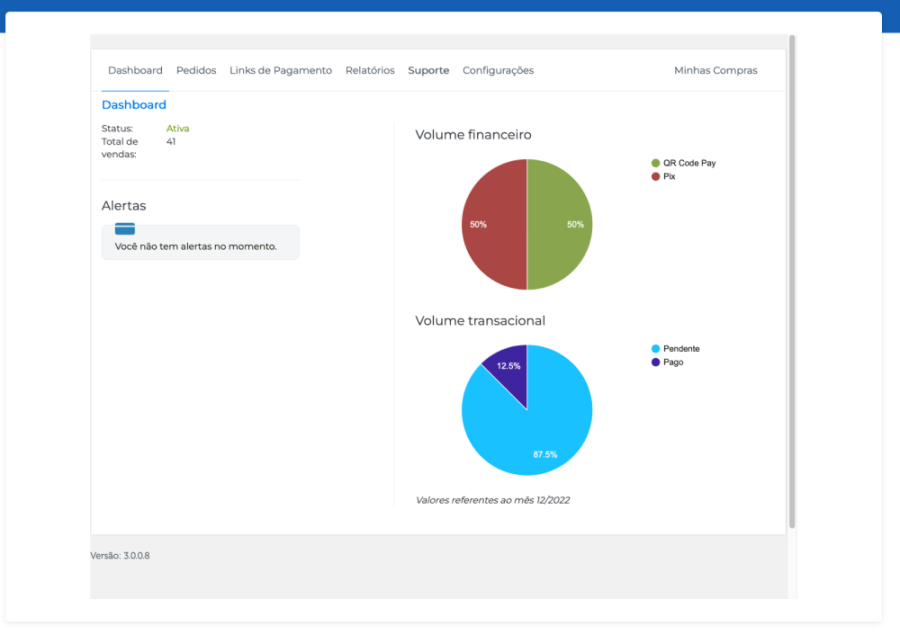 Dashboard Pedidos Links de Pagamento Relatórios Suporte Configurações Minhas Compras
Dashboard
Status: Ativa
Total de vendas: 41
Alertas
Você não tem alertas no momento.
Volume financeiro
QR Code Pay
Pix
50%
50%
Volume transacional
Pendente
Pago
12.5%
87.5%
Valores referentes ao mês 12/2022
Versão: 3.0.0.8